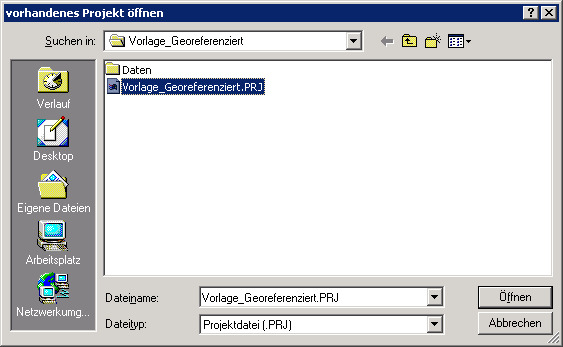 vorhandenes Projekt öffnen
Suchen in: Vorlage_Georeferenziert
Verlauf
Desktop
Eigene Dateien
Arbeitsplatz
Netzwerkumg...
Daten
Vorlage_Georeferenziert.PRJ
Dateiname: Vorlage_Georeferenziert.PRJ Öffnen
Dateityp: Projektdatei (.PRJ) Abbrechen